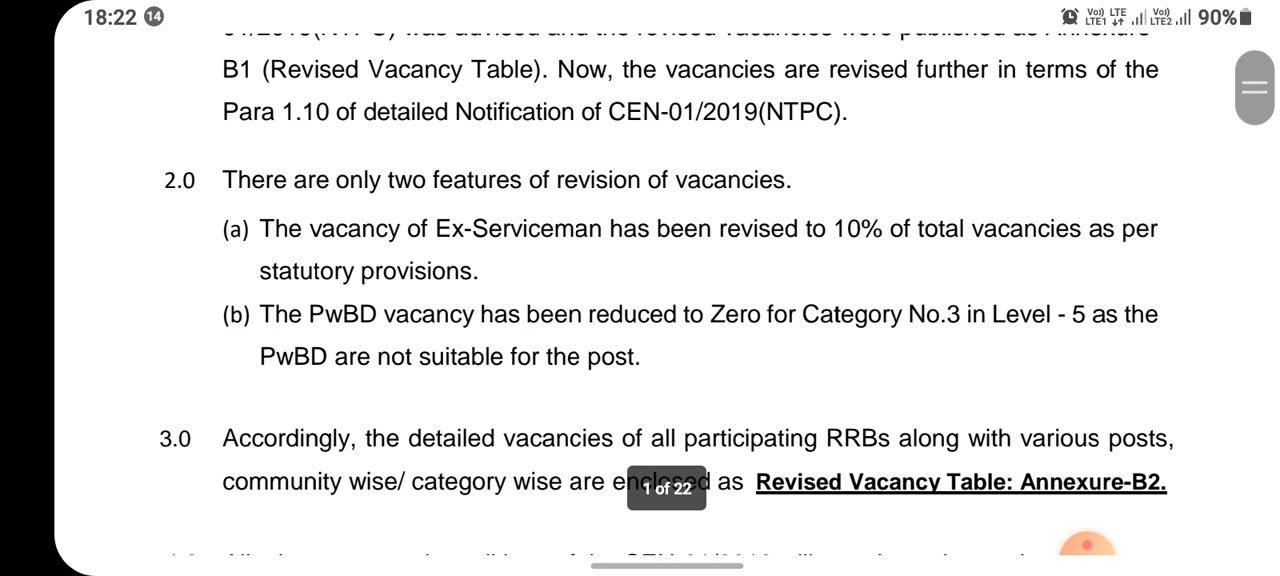 18:22 14 Vo) LTE LTE1 Vo) LTE2 90%
B1 (Revised Vacancy Table). Now, the vacancies are revised further in terms of the
Para 1.10 of detailed Notification of CEN-01/2019(NTPC).
2.0 There are only two features of revision of vacancies.
(a) The vacancy of Ex-Serviceman has been revised to 10% of total vacancies as per
statutory provisions.
(b) The PwBD vacancy has been reduced to Zero for Category No.3 in Level - 5 as the
PwBD are not suitable for the post.
3.0 Accordingly, the detailed vacancies of all participating RRBs along with various posts,
community wise/ category wise are enclosed as Revised Vacancy Table: Annexure-B2.
1 of 22